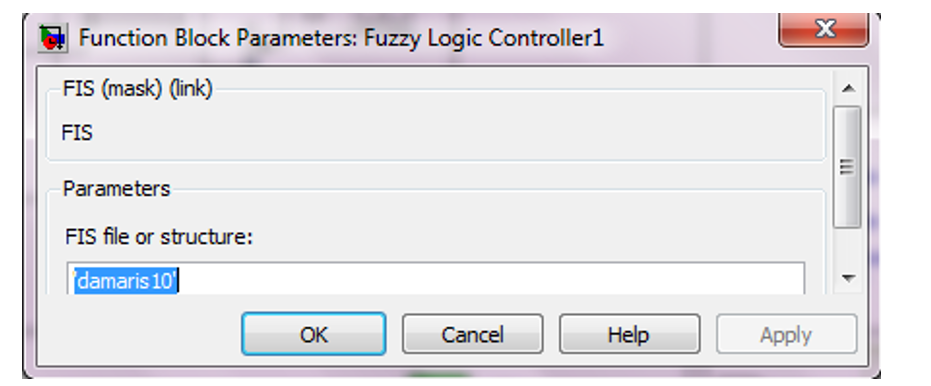 Function Block Parameters: Fuzzy Logic Controller1
FIS (mask) (link)
FIS
Parameters
FIS file or structure:
'damaris10'
OK Cancel Help Apply